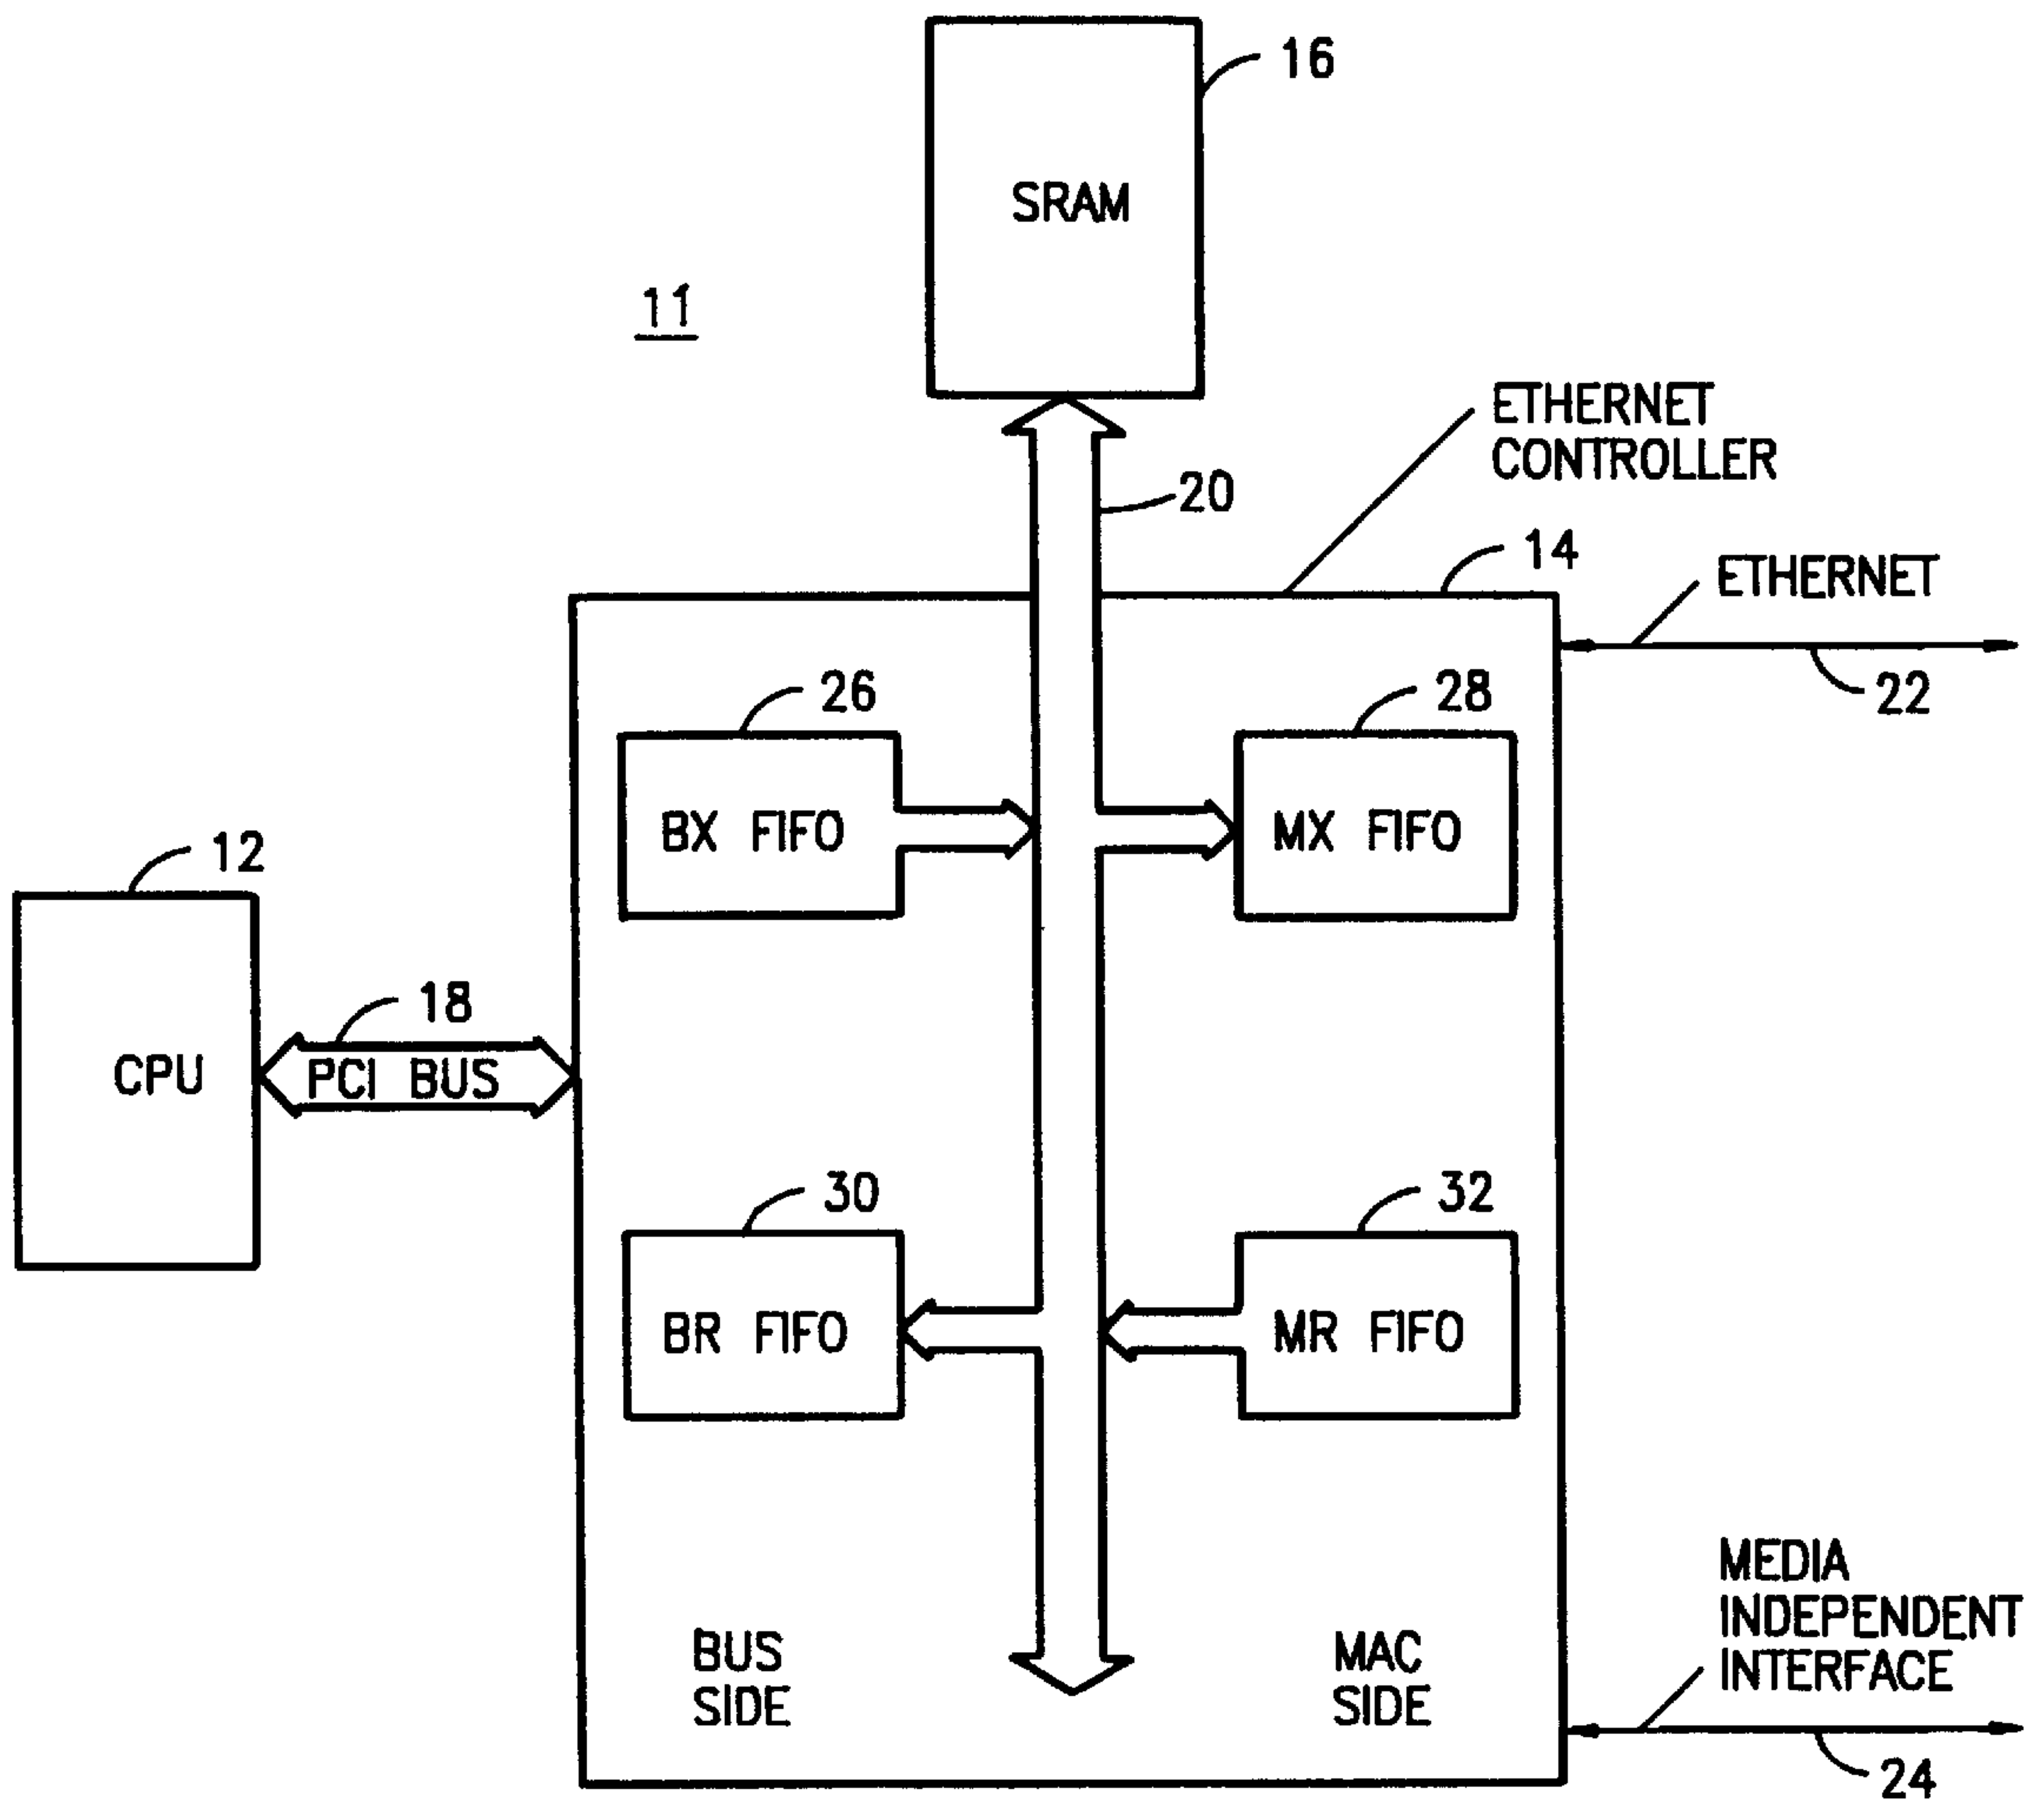 16
SRAM
11
ETHERNET
CONTROLLER
20
14
ETHERNET
22
26
28
BX FIFO
MX FIFO
12
18
CPU
PCI BUS
30
32
BR FIFO
MR FIFO
BUS
SIDE
MAC
SIDE
MEDIA
INDEPENDENT
INTERFACE
24